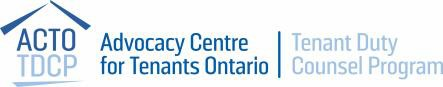 ACTO
TDCP
Advocacy Centre
for Tenants Ontario
Tenant Duty
Counsel Program